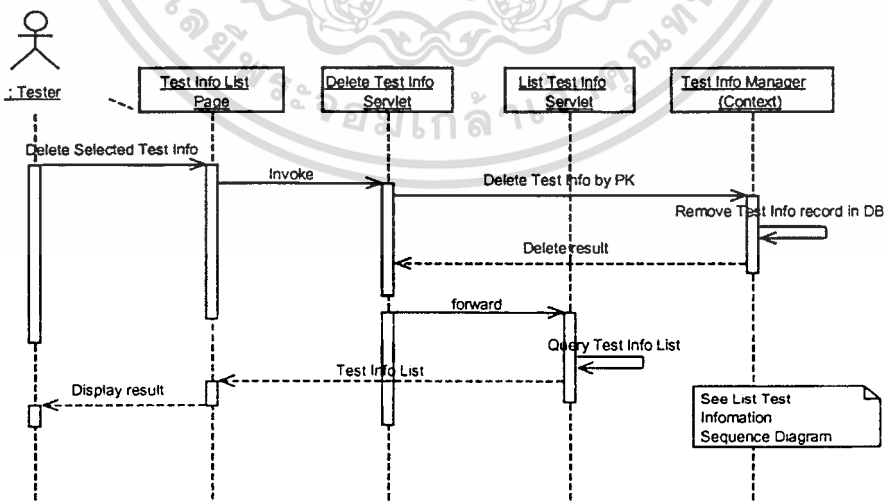 : Tester
Test Info List
Page
Delete Test Info
Servlet
List Test Info
Servlet
Test Info Manager
(Context)
Delete Selected Test Info
Invoke
Delete Test Info by PK
Remove Test Info record in DB
Delete result
forward
Query Test Info List
Test Info List
Display result
See List Test
Infomation
Sequence Diagram